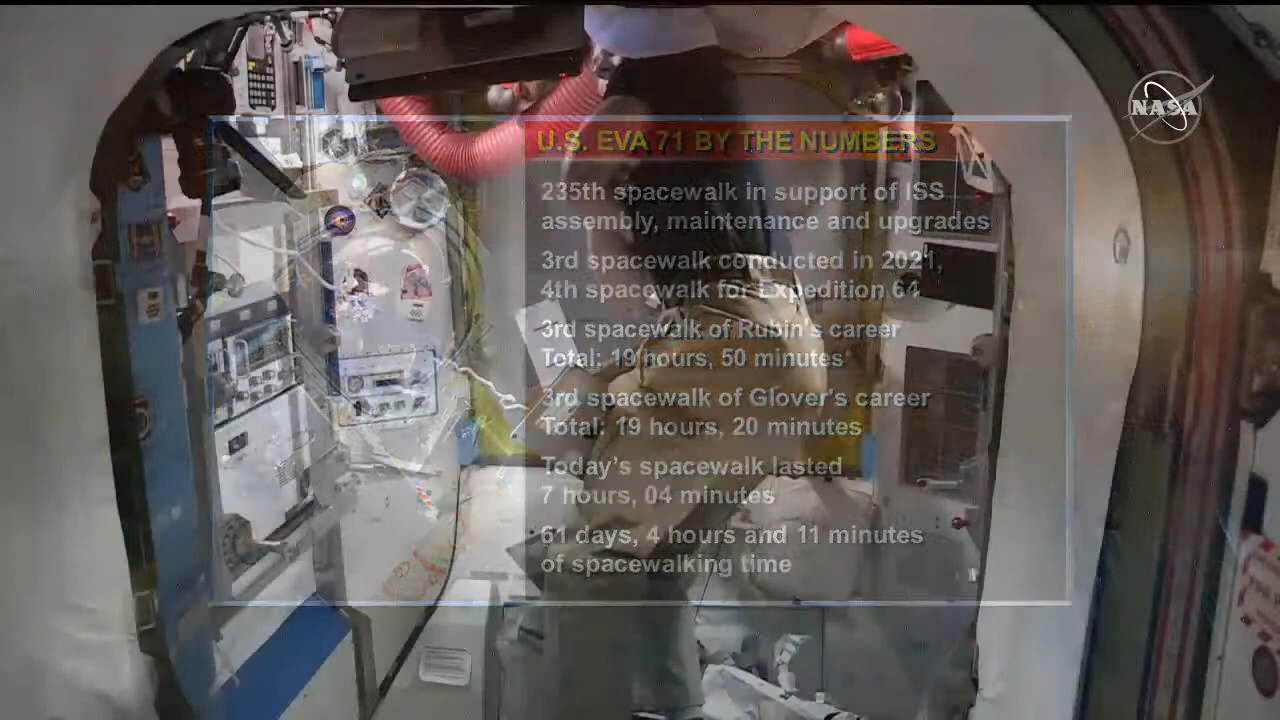 NASA
U.S. EVA 71 BY THE NUMBERS
235th spacewalk in support of ISS
assembly, maintenance and upgrades
3rd spacewalk conducted in 2021,
4th spacewalk for Expedition 64
3rd spacewalk of Rubin's career
Total: 19 hours, 50 minutes
3rd spacewalk of Glover's career
Total: 19 hours, 20 minutes
Today's spacewalk lasted
7 hours, 04 minutes
61 days, 4 hours and 11 minutes
of spacewalking time